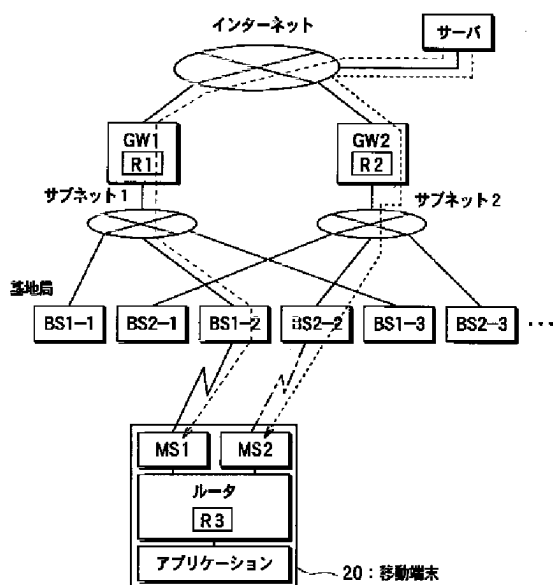 インターネット
サーバ
GW1
R1
GW2
R2
サブネット1
サブネット2
基地局
BS1-1
BS2-1
BS1-2
BS2-2
BS1-3
BS2-3
…
MS1
MS2
ルータ
R3
アプリケーション
20：移動端末